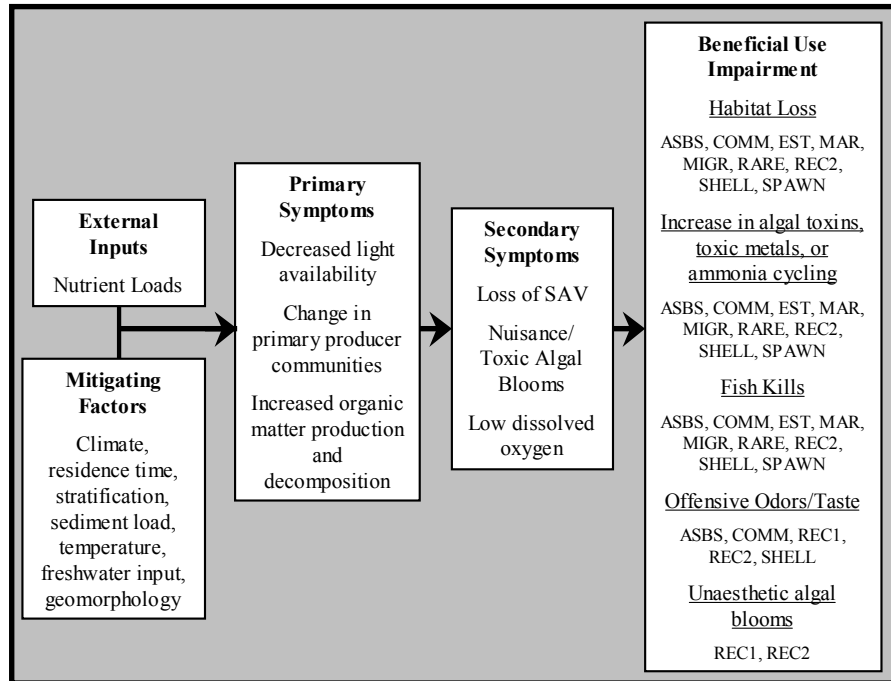 External
Inputs
Nutrient Loads
Mitigating
Factors
Climate,
residence time,
stratification,
sediment load,
temperature,
freshwater input,
geomorphology
Primary
Symptoms
Decreased light
availability
Change in
primary producer
communities
Increased organic
matter production
and
decomposition
Secondary
Symptoms
Loss of SAV
Nuisance/
Toxic Algal
Blooms
Low dissolved
oxygen
Beneficial Use
Impairment
Habitat Loss
ASBS, COMM, EST, MAR,
MIGR, RARE, REC2,
SHELL, SPAWN
Increase in algal toxins,
toxic metals, or
ammonia cycling
ASBS, COMM, EST, MAR,
MIGR, RARE, REC2,
SHELL, SPAWN
Fish Kills
ASBS, COMM, EST, MAR,
MIGR, RARE, REC2,
SHELL, SPAWN
Offensive Odors/Taste
ASBS, COMM, REC1,
REC2, SHELL
Unaesthetic algal
blooms
REC1, REC2